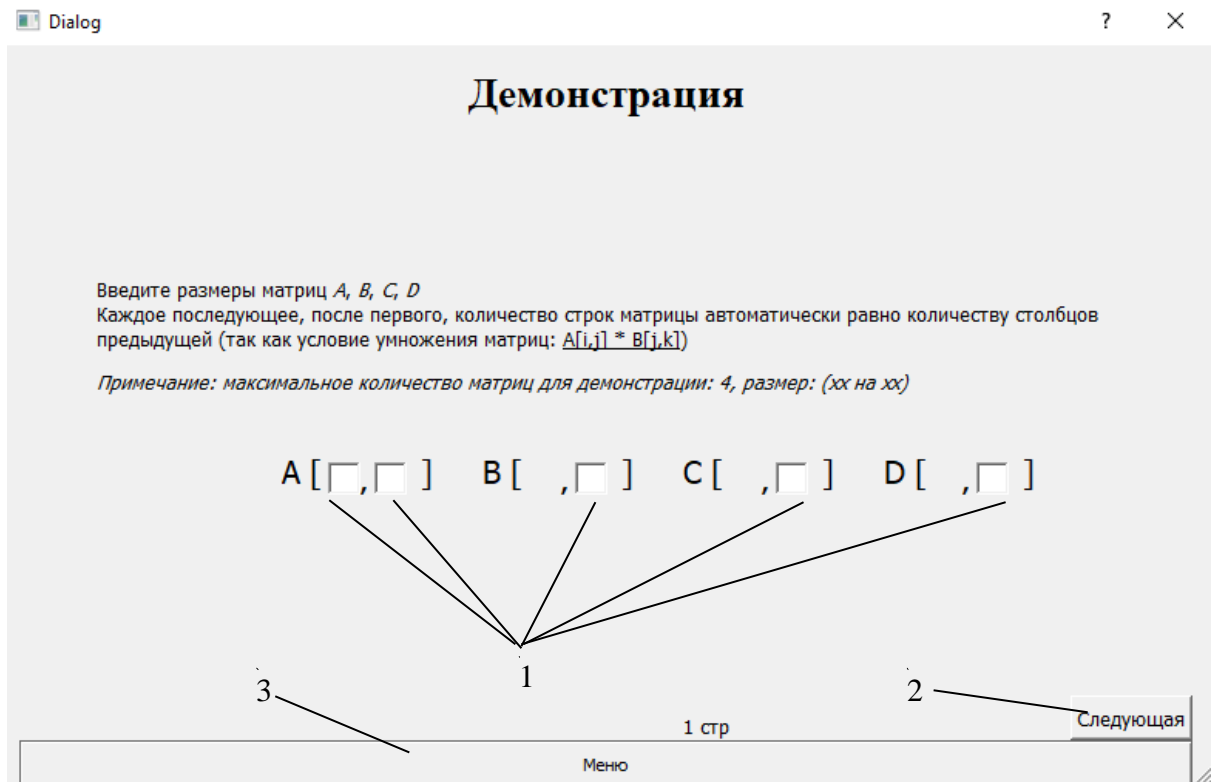 Dialog ?
Демонстрация
Введите размеры матриц A, B, C, D
Каждое последующее, после первого, количество строк матрицы автоматически равно количеству столбцов
предыдущей (так как условие умножения матриц: A[i,j] * B[j,k])
Примечание: максимальное количество матриц для демонстрации: 4, размер: (xx на xx)
A [ , ] B [ , ] C [ , ] D [ , ]
1
3
2
Следующая
1 стр
Меню